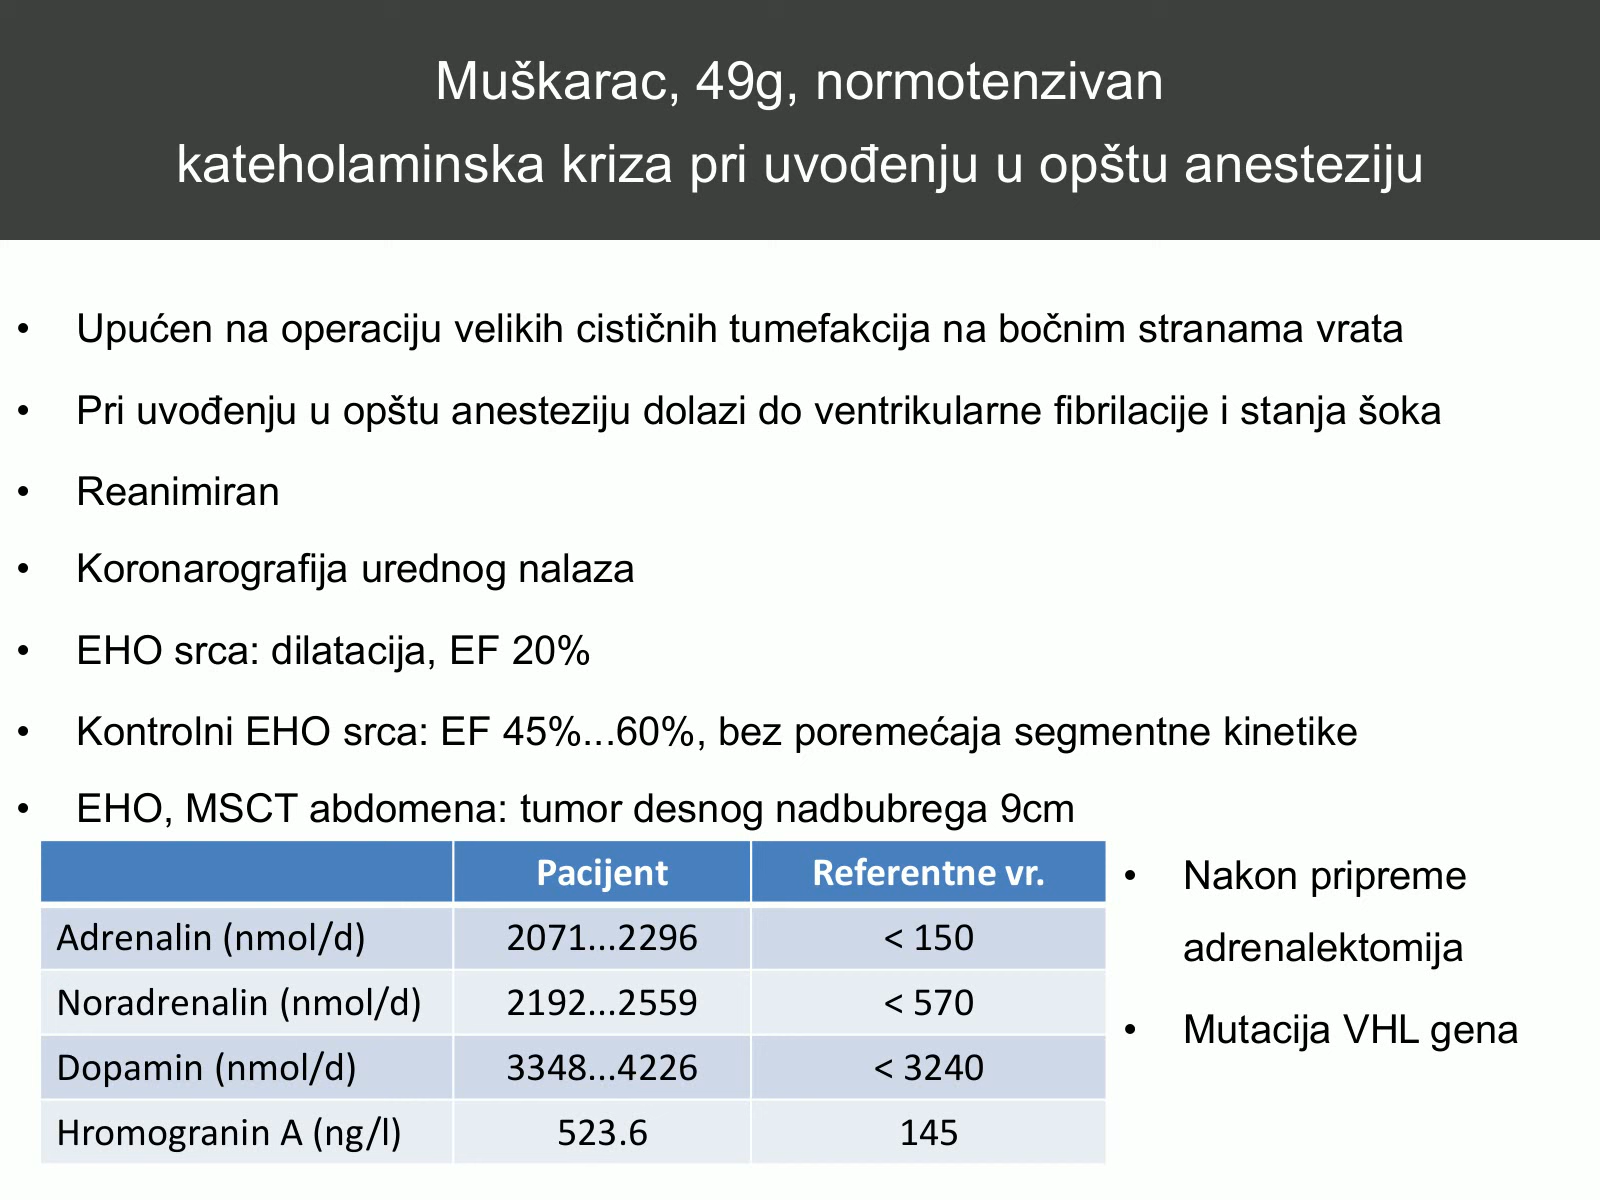 Muškarac, 49g, normotenzivan
kateholaminska kriza pri uvođenju u opštu anesteziju
• Upućen na operaciju velikih cističnih tumefakcija na bočnim stranama vrata
• Pri uvođenju u opštu anesteziju dolazi do ventrikularne fibrilacije i stanja šoka
• Reanimiran
• Koronarografija urednog nalaza
• EHO srca: dilatacija, EF 20%
• Kontrolni EHO srca: EF 45%...60%, bez poremećaja segmentne kinetike
• EHO, MSCT abdomena: tumor desnog nadbubrega 9cm
Pacijent Referentne vr.
Adrenalin (nmol/d) 2071...2296 < 150
Noradrenalin (nmol/d) 2192...2559 < 570
Dopamin (nmol/d) 3348...4226 < 3240
Hromogranin A (ng/l) 523.6 145
• Nakon pripreme
adrenalektomija
• Mutacija VHL gena